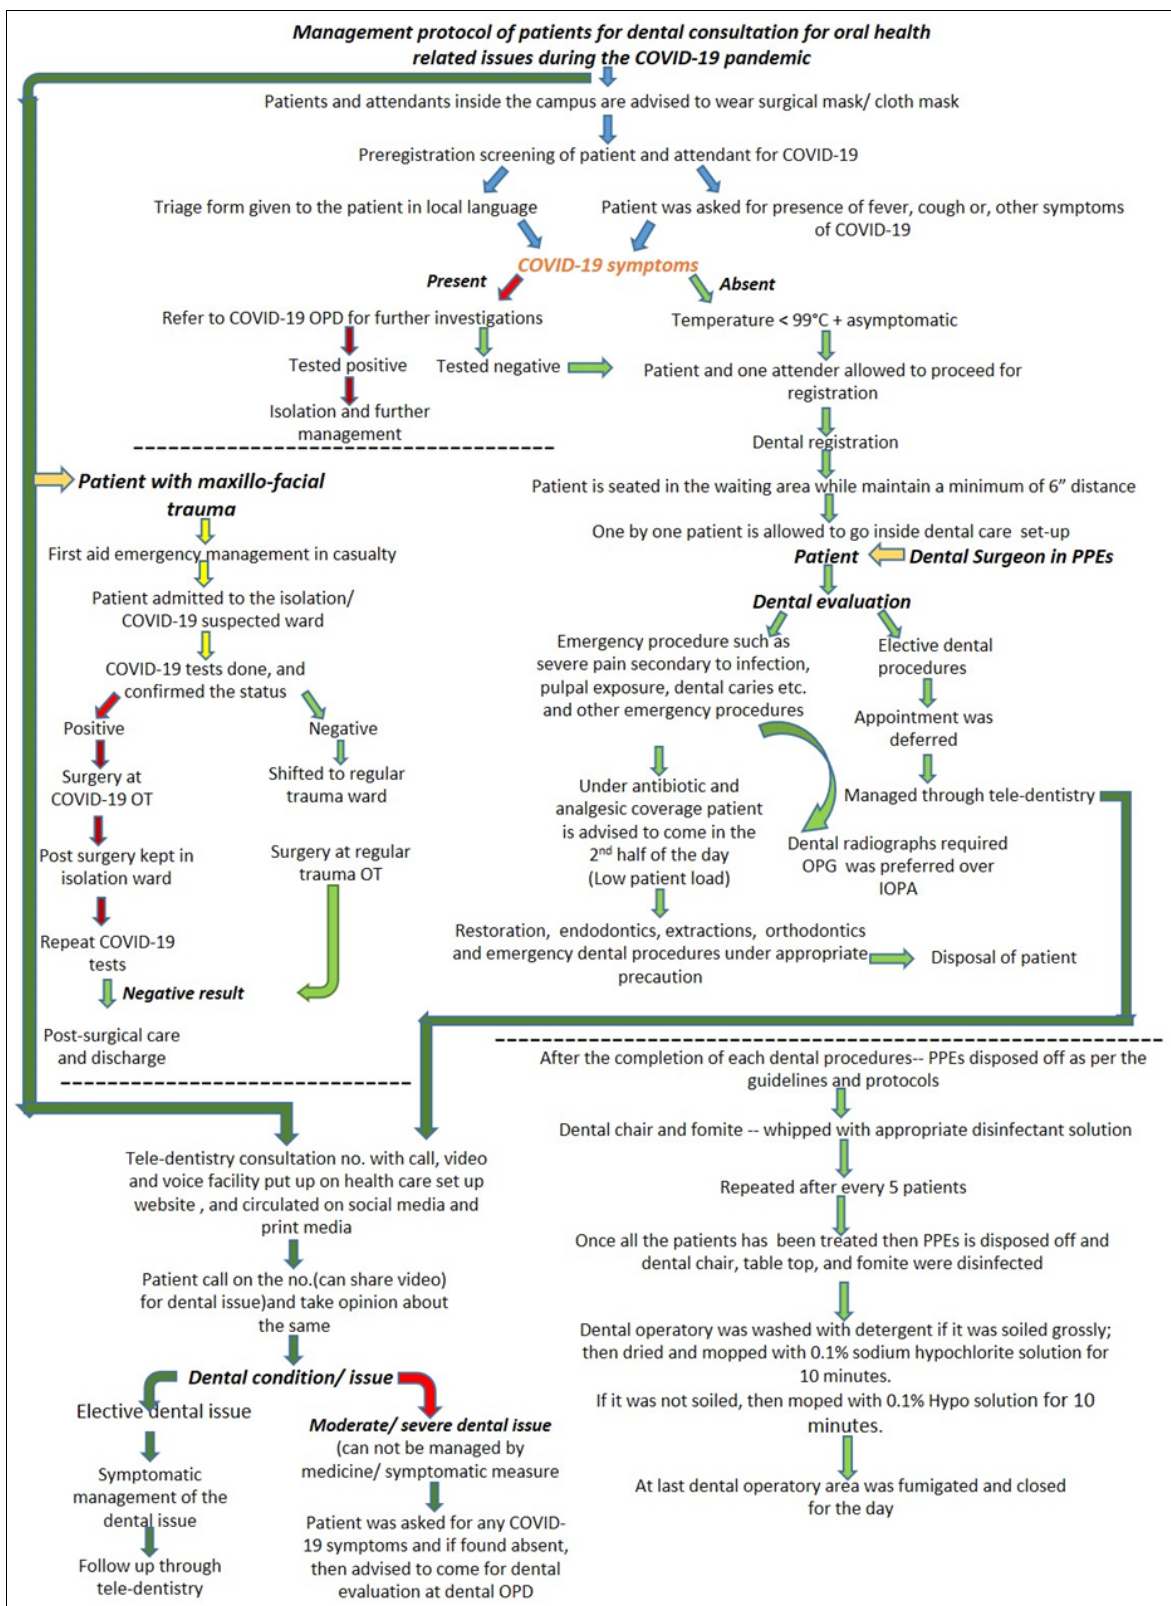 Management protocol of patients for dental consultation for oral health
related issues during the COVID-19 pandemic
Patients and attendants inside the campus are advised to wear surgical mask/ cloth mask
Preregistration screening of patient and attendant for COVID-19
Triage form given to the patient in local language
Patient was asked for presence of fever, cough or, other symptoms
of COVID-19
COVID-19 symptoms
Present
Absent
Refer to COVID-19 OPD for further investigations
Temperature < 99°C + asymptomatic
Tested positive
Tested negative
Patient and one attender allowed to proceed for
registration
Isolation and further
management
Dental registration
Patient is seated in the waiting area while maintain a minimum of 6” distance
One by one patient is allowed to go inside dental care set-up
Patient
Dental Surgeon in PPEs
Dental evaluation
Emergency procedure such as
severe pain secondary to infection,
pulpal exposure, dental caries etc.
and other emergency procedures
Elective dental
procedures
Appointment was
deferred
Managed through tele-dentistry
Under antibiotic and
analgesic coverage patient
is advised to come in the
2nd half of the day
(Low patient load)
Dental radiographs required
OPG was preferred over
IOPA
Restoration, endodontics, extractions, orthodontics
and emergency dental procedures under appropriate
precaution
Disposal of patient
Patient with maxillo-facial
trauma
First aid emergency management in casualty
Patient admitted to the isolation/
COVID-19 suspected ward
COVID-19 tests done, and
confirmed the status
Positive
Negative
Surgery at
COVID-19 OT
Shifted to regular
trauma ward
Post surgery kept in
isolation ward
Surgery at regular
trauma OT
Repeat COVID-19
tests
Negative result
Post-surgical care
and discharge
After the completion of each dental procedures-- PPEs disposed off as per the
guidelines and protocols
Dental chair and fomite -- whipped with appropriate disinfectant solution
Repeated after every 5 patients
Once all the patients has been treated then PPEs is disposed off and
dental chair, table top, and fomite were disinfected
Dental operatory was washed with detergent if it was soiled grossly;
then dried and mopped with 0.1% sodium hypochlorite solution for
10 minutes.
If it was not soiled, then moped with 0.1% Hypo solution for 10
minutes.
At last dental operatory area was fumigated and closed
for the day
Tele-dentistry consultation no. with call, video
and voice facility put up on health care set up
website , and circulated on social media and
print media
Patient call on the no.(can share video)
for dental issue)and take opinion about
the same
Dental condition/ issue
Elective dental issue
Moderate/ severe dental issue
(can not be managed by
medicine/ symptomatic measure
Symptomatic
management of the
dental issue
Patient was asked for any COVID-
19 symptoms and if found absent,
then advised to come for dental
evaluation at dental OPD
Follow up through
tele-dentistry